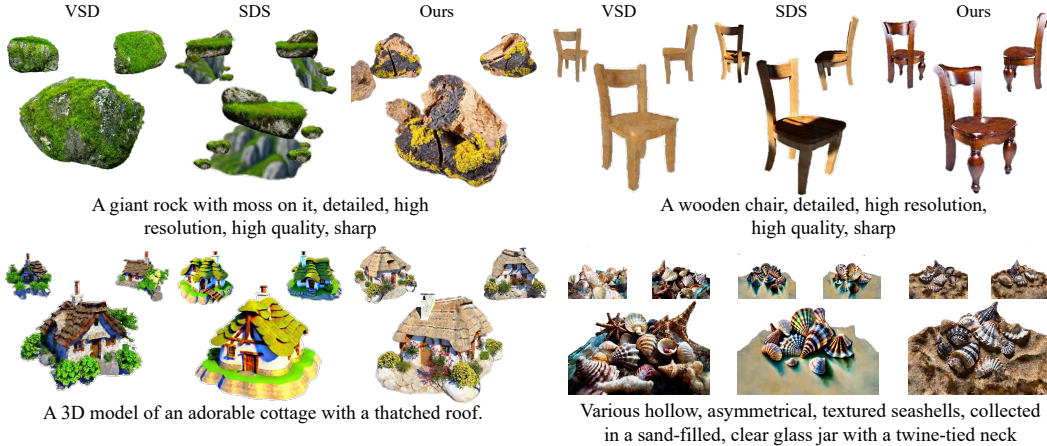 VSD SDS Ours
VSD SDS Ours
A giant rock with moss on it, detailed, high
resolution, high quality, sharp
A wooden chair, detailed, high resolution,
high quality, sharp
A 3D model of an adorable cottage with a thatched roof.
Various hollow, asymmetrical, textured seashells, collected
in a sand-filled, clear glass jar with a twine-tied neck